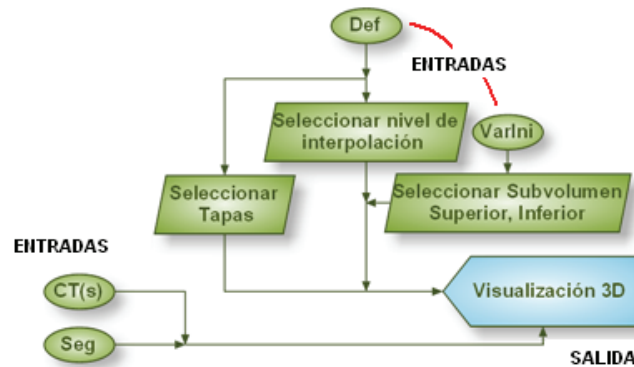 Def
ENTRADAS
Seleccionar nivel de
interpolación
VarIni
Seleccionar
Tapas
Seleccionar Subvolumen
Superior, Inferior
ENTRADAS
CT(s)
Visualización 3D
Seg
SALIDA